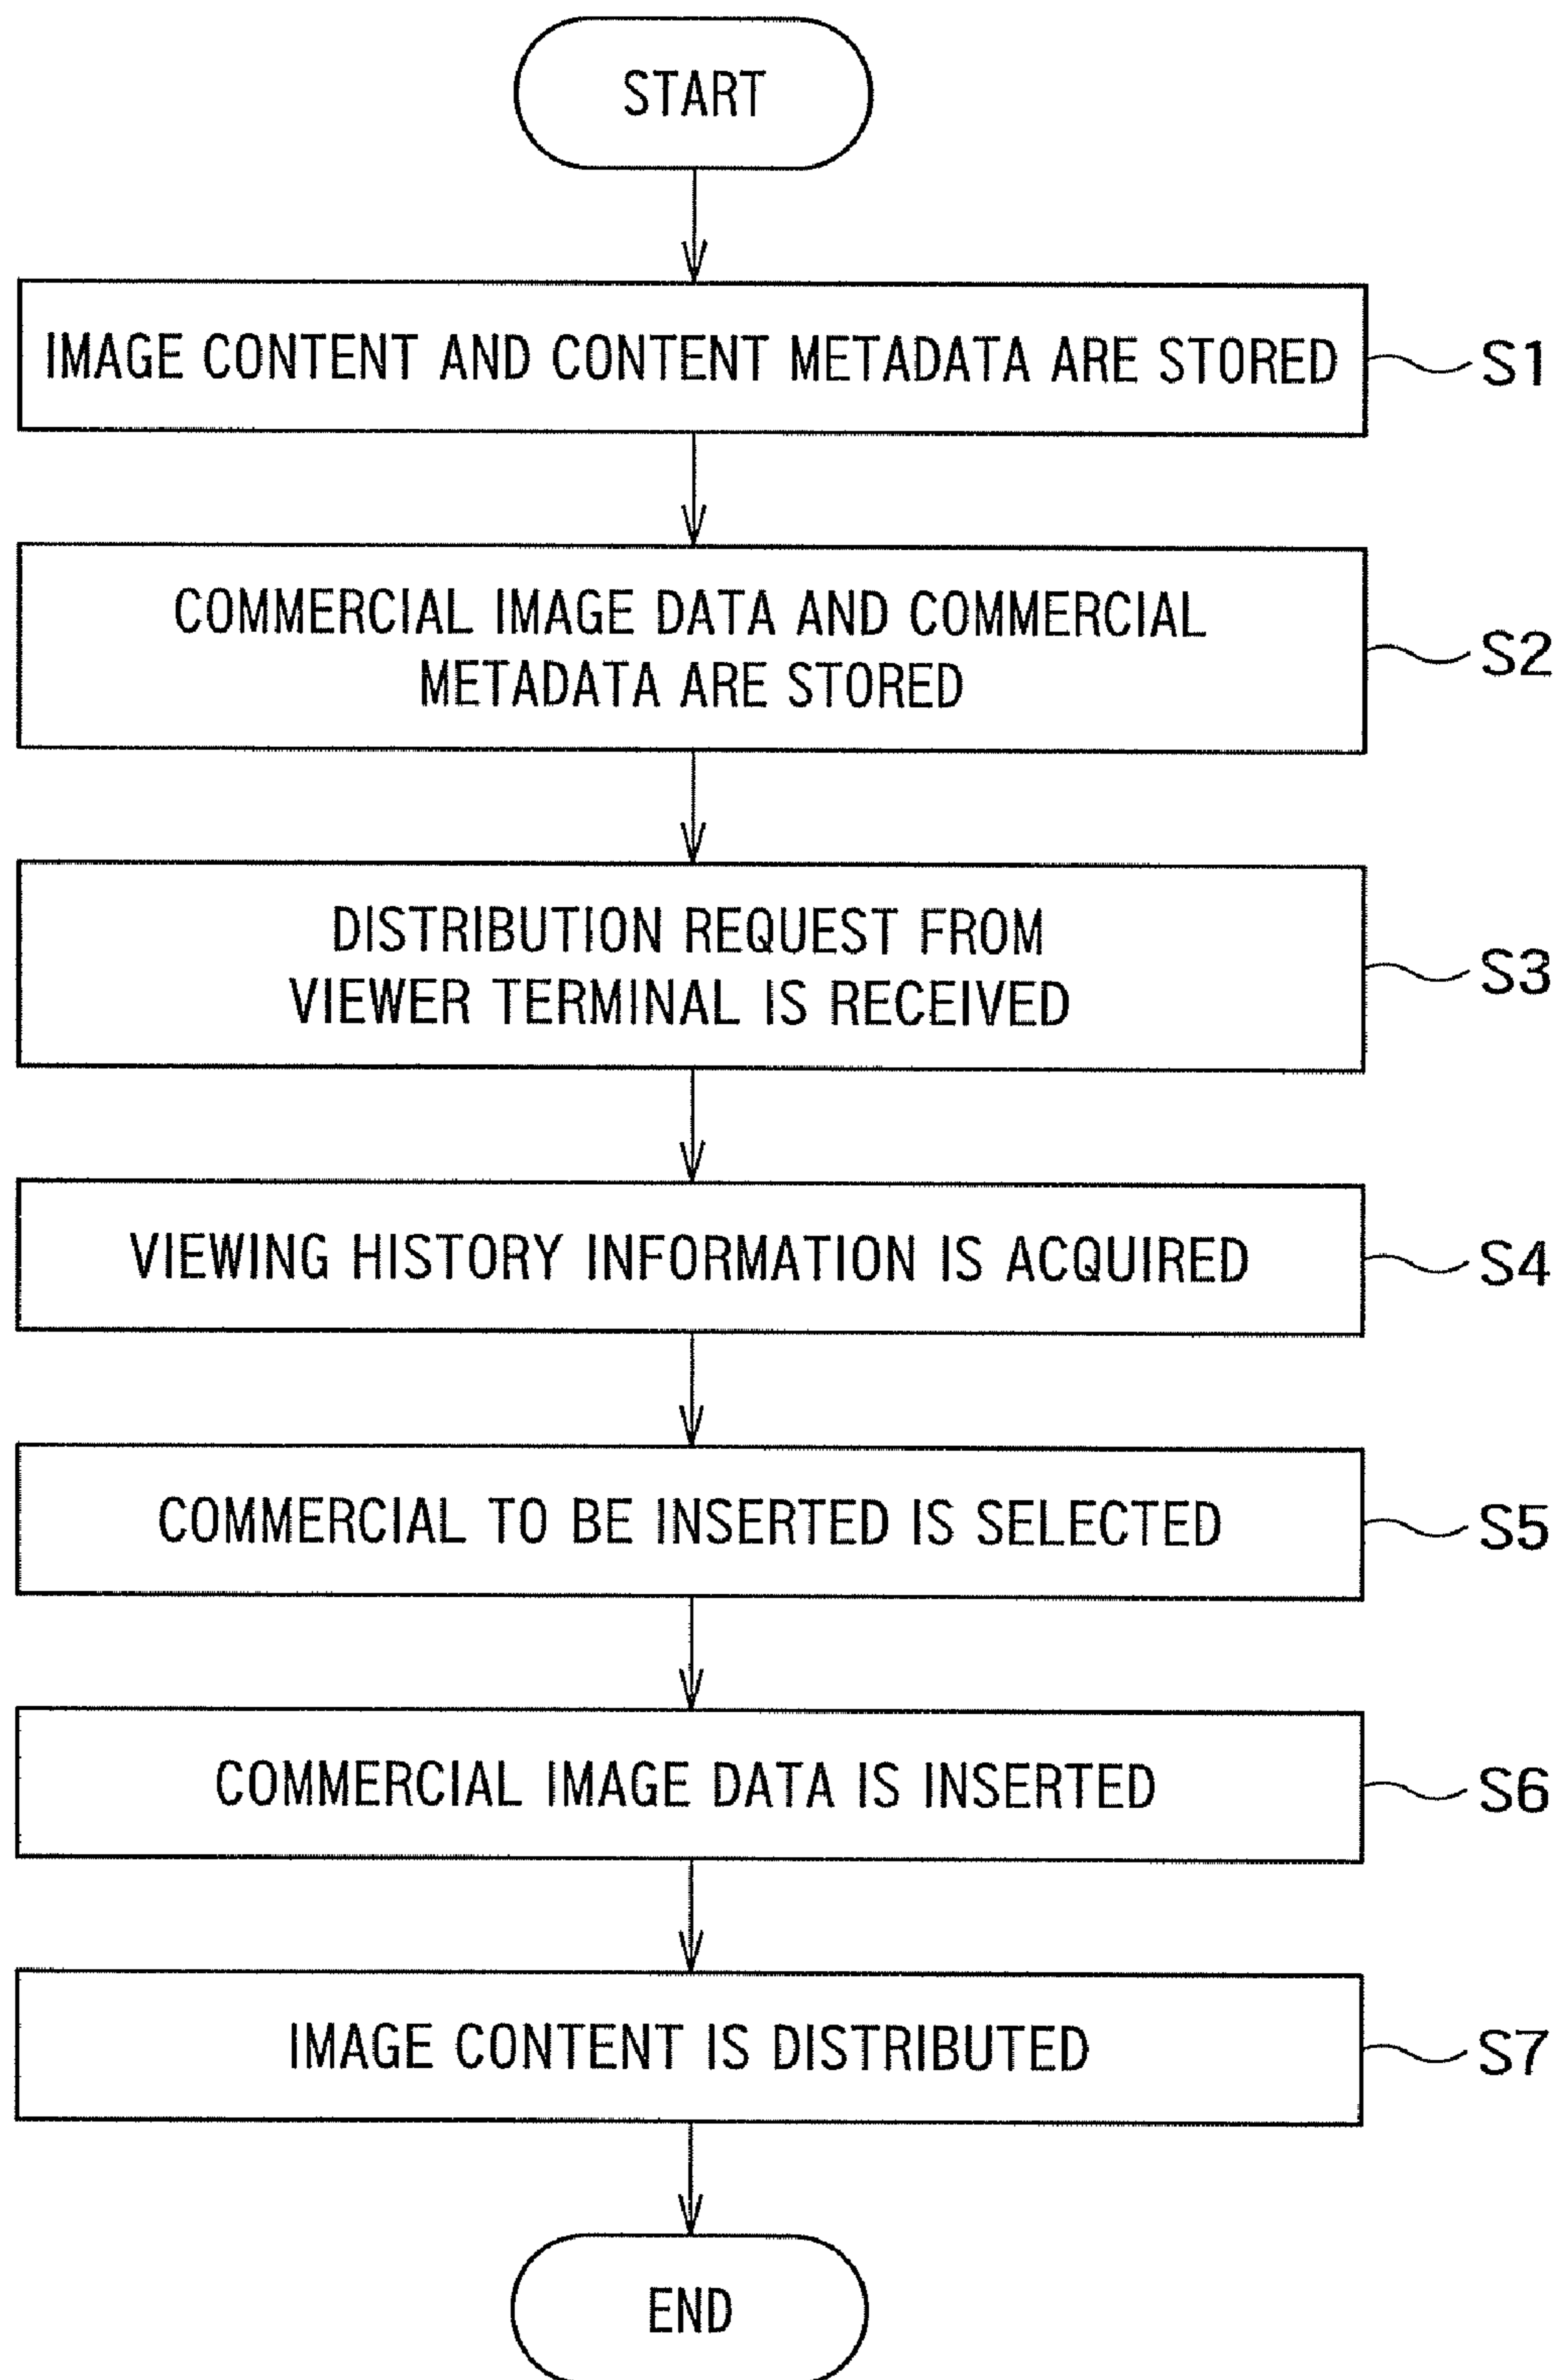 START
IMAGE CONTENT AND CONTENT METADATA ARE STORED
S1
COMMERCIAL IMAGE DATA AND COMMERCIAL
METADATA ARE STORED
S2
DISTRIBUTION REQUEST FROM
VIEWER TERMINAL IS RECEIVED
S3
VIEWING HISTORY INFORMATION IS ACQUIRED
S4
COMMERCIAL TO BE INSERTED IS SELECTED
S5
COMMERCIAL IMAGE DATA IS INSERTED
S6
IMAGE CONTENT IS DISTRIBUTED
S7
END